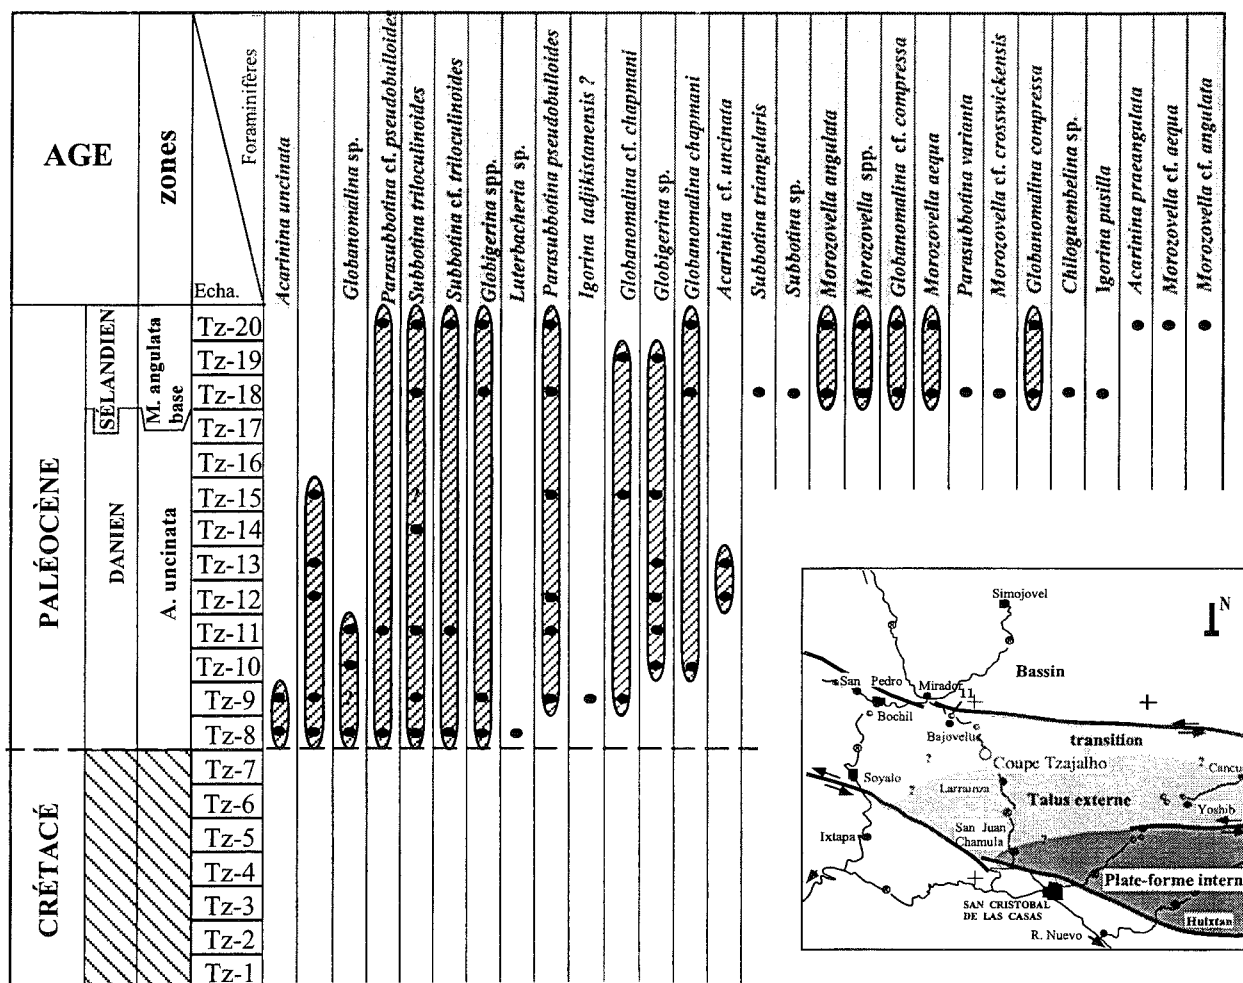 AGE
zones
Foraminifères
Echa.
Acarinina uncinata
Globanomalina sp.
Parasubbotina cf. pseudobulloides
Subbotina triloculinoides
Subbotina cf. triloculinoides
Globigerina spp.
Luterbacheria sp.
Parasubbotina pseudobulloides
Igorina tadjikistanensis ?
Globanomalina cf. chapmani
Globigerina sp.
Globanomalina chapmani
Acarinina cf. uncinata
Subbotina triangularis
Subbotina sp.
Morozovella angulata
Morozovella spp.
Globanomalina cf. compressa
Morozovella aequa
Parasubbotina varianta
Morozovella cf. crosswickensis
Globanomalina compressa
Chiloguembelina sp.
Igorina pusilla
Acarinina praeangulata
Morozovella cf. aequa
Morozovella cf. angulata
PALÉOCÈNE
CRÉTACÉ
SÉLANDIEN
DANIEN
M. angulata
base
A. uncinata
Tz-20
Tz-19
Tz-18
Tz-17
Tz-16
Tz-15
?
Tz-14
Tz-13
Tz-12
Tz-11
Tz-10
Tz-9
?
Tz-8
Tz-7
Tz-6
Tz-5
Tz-4
Tz-3
Tz-2
Tz-1
Simojovel
N
Bassin
San Pedro
Mirador
11
Bochil
Bajoveluc
transition
?
Coupe Tzajalho
?
Cancu
Soyalo
?
Larranza
Talus externe
Yoshib
Ixtapa
San Juan
Chamula
?
Plate-forme intern
SAN CRISTOBAL
DE LAS CASAS
Huixtan
R. Nuevo